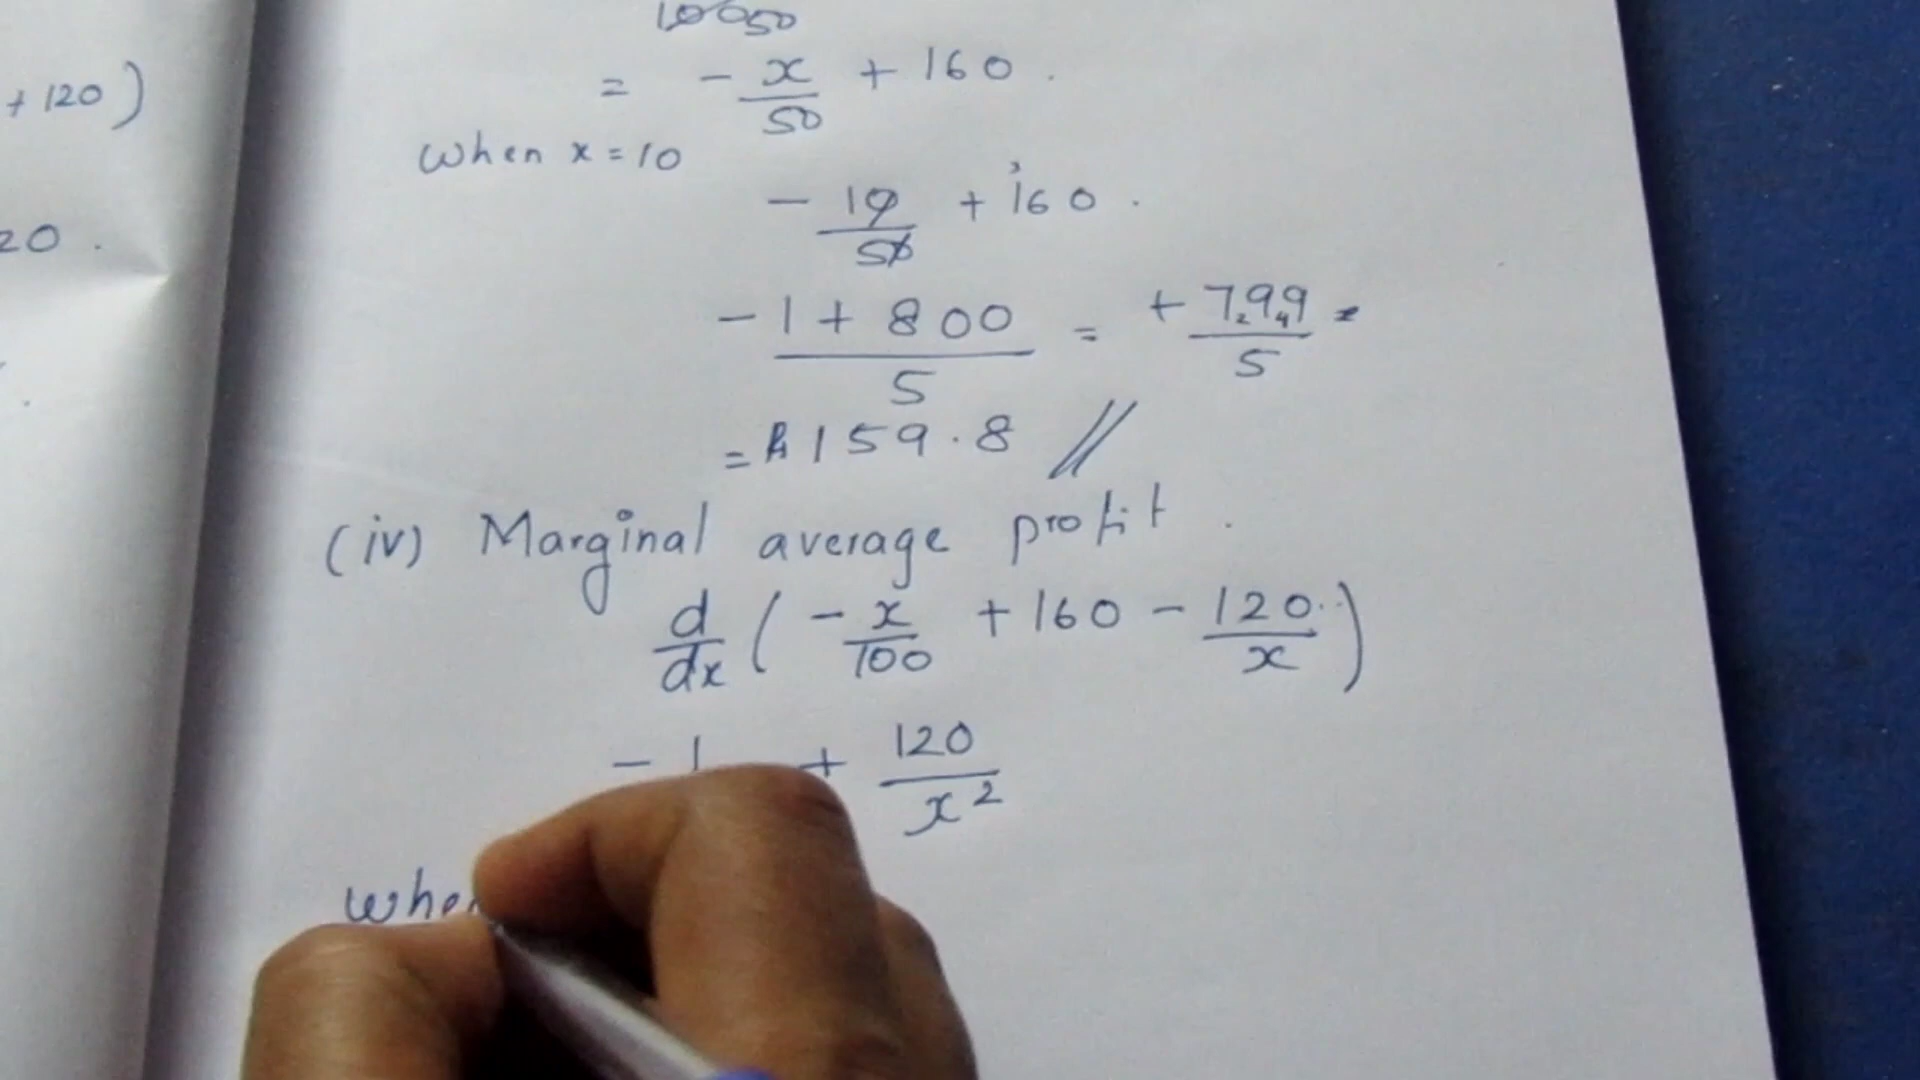 + 120)
20 .
= - x/50 + 160 .
When x = 10
- 10/50 + 160 .
(- 1 + 800)/5 = + 799/5 =
= ₨ 159.8 //
(iv) Marginal average profit .
d/dx ( - x/100 + 160 - 120/x )
- 1 + 120/x²